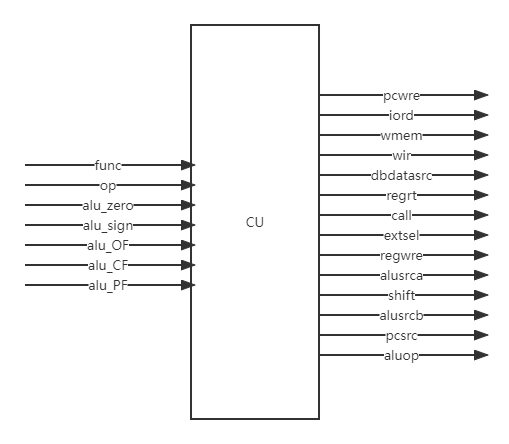 func
op
alu_zero
alu_sign
alu_OF
alu_CF
alu_PF
CU
pcwre
iord
wmem
wir
dbdatasrc
regrt
call
extsel
regwre
alusrca
shift
alusrcb
pcsrc
aluop